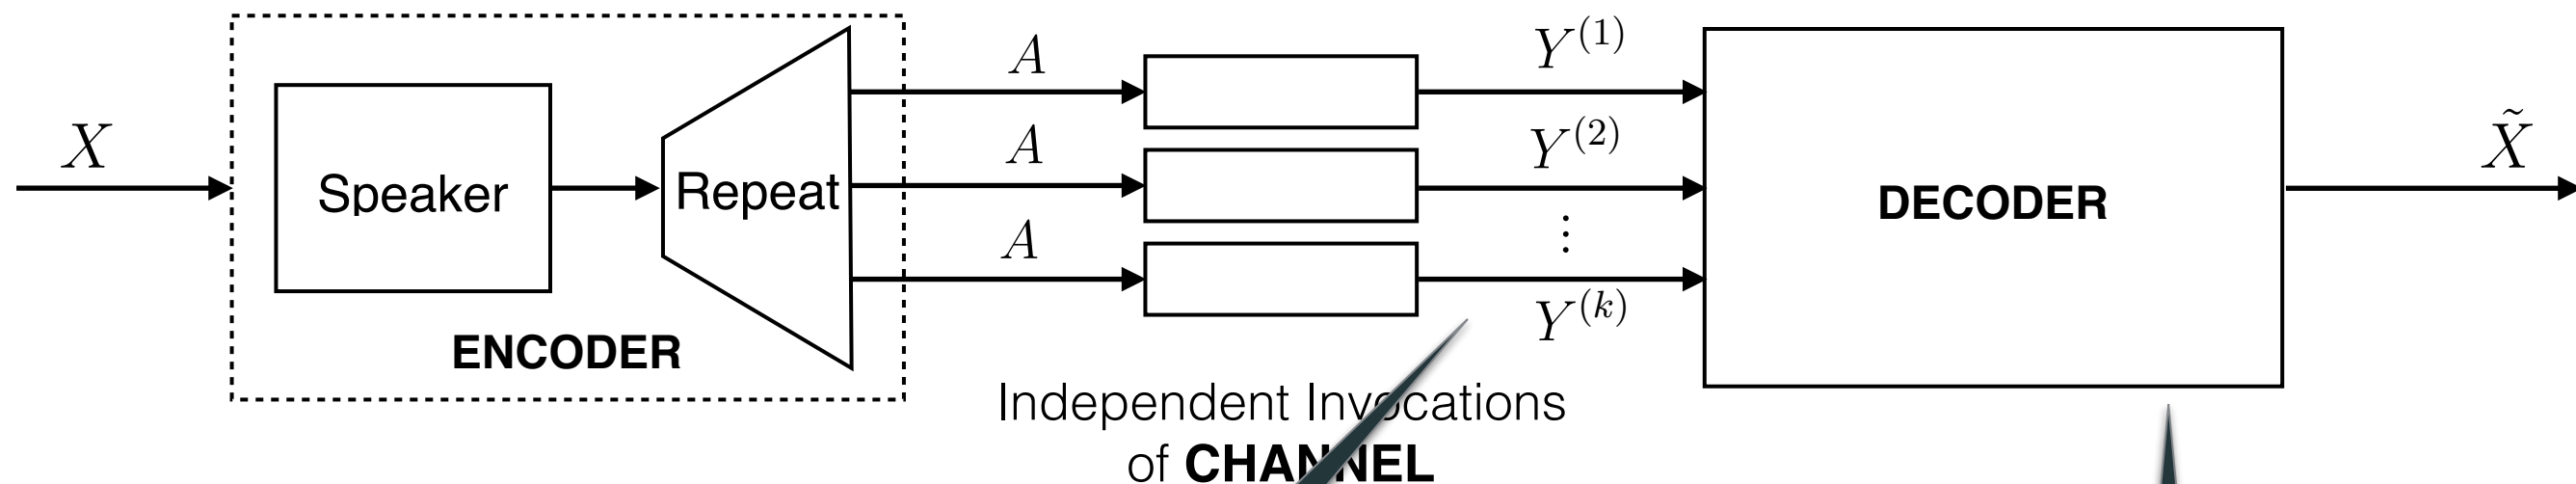 X
Speaker
Repeat
ENCODER
A
A
A
Y^{(1)}
Y^{(2)}
⋮
Y^{(k)}
Independent Invocations
of CHANNEL
DECODER
X̃